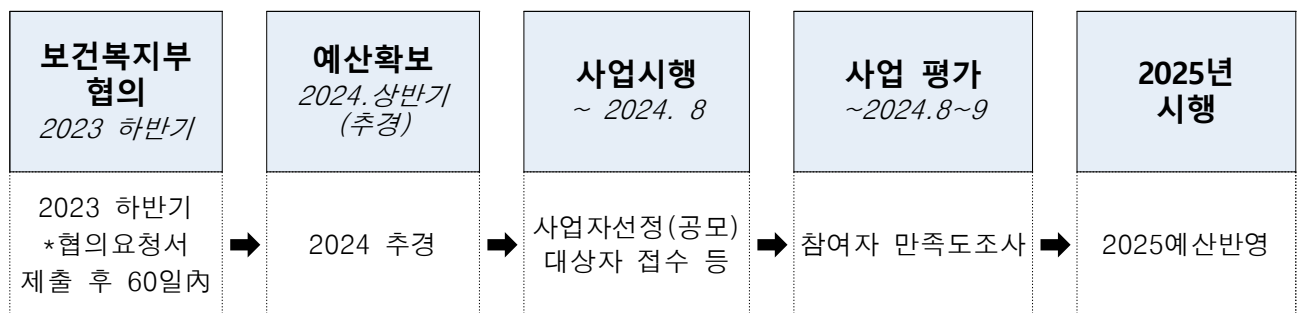 보건복지부
협의
2023 하반기
예산확보
2024.상반기
(추경)
사업시행
~ 2024. 8
사업 평가
~2024.8~9
2025년
시행
2023 하반기
*협의요청서
제출 후 60일內
➡
2024 추경
➡
사업자선정(공모)
대상자 접수 등
➡
참여자 만족도조사
➡
2025예산반영